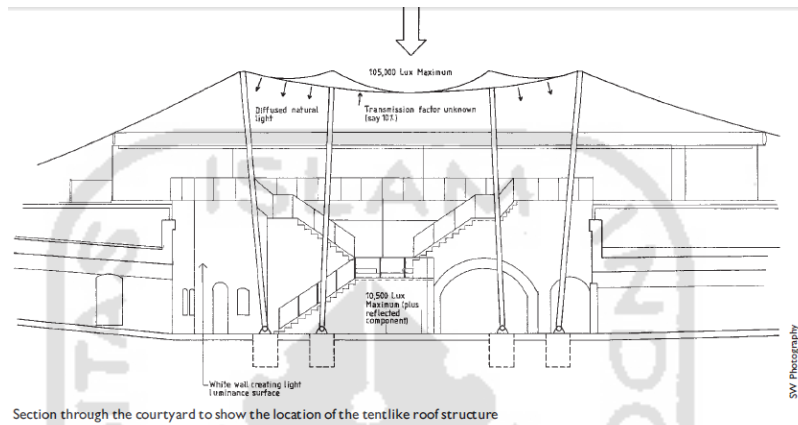 105,000 Lux Maximum
Diffused natural
light
Transmission factor unknown
(say 10%)
10,500 Lux
Maximum (plus
reflected
component)
White wall creating light
luminance surface
SW Photography
Section through the courtyard to show the location of the tentlike roof structure
ISLAM